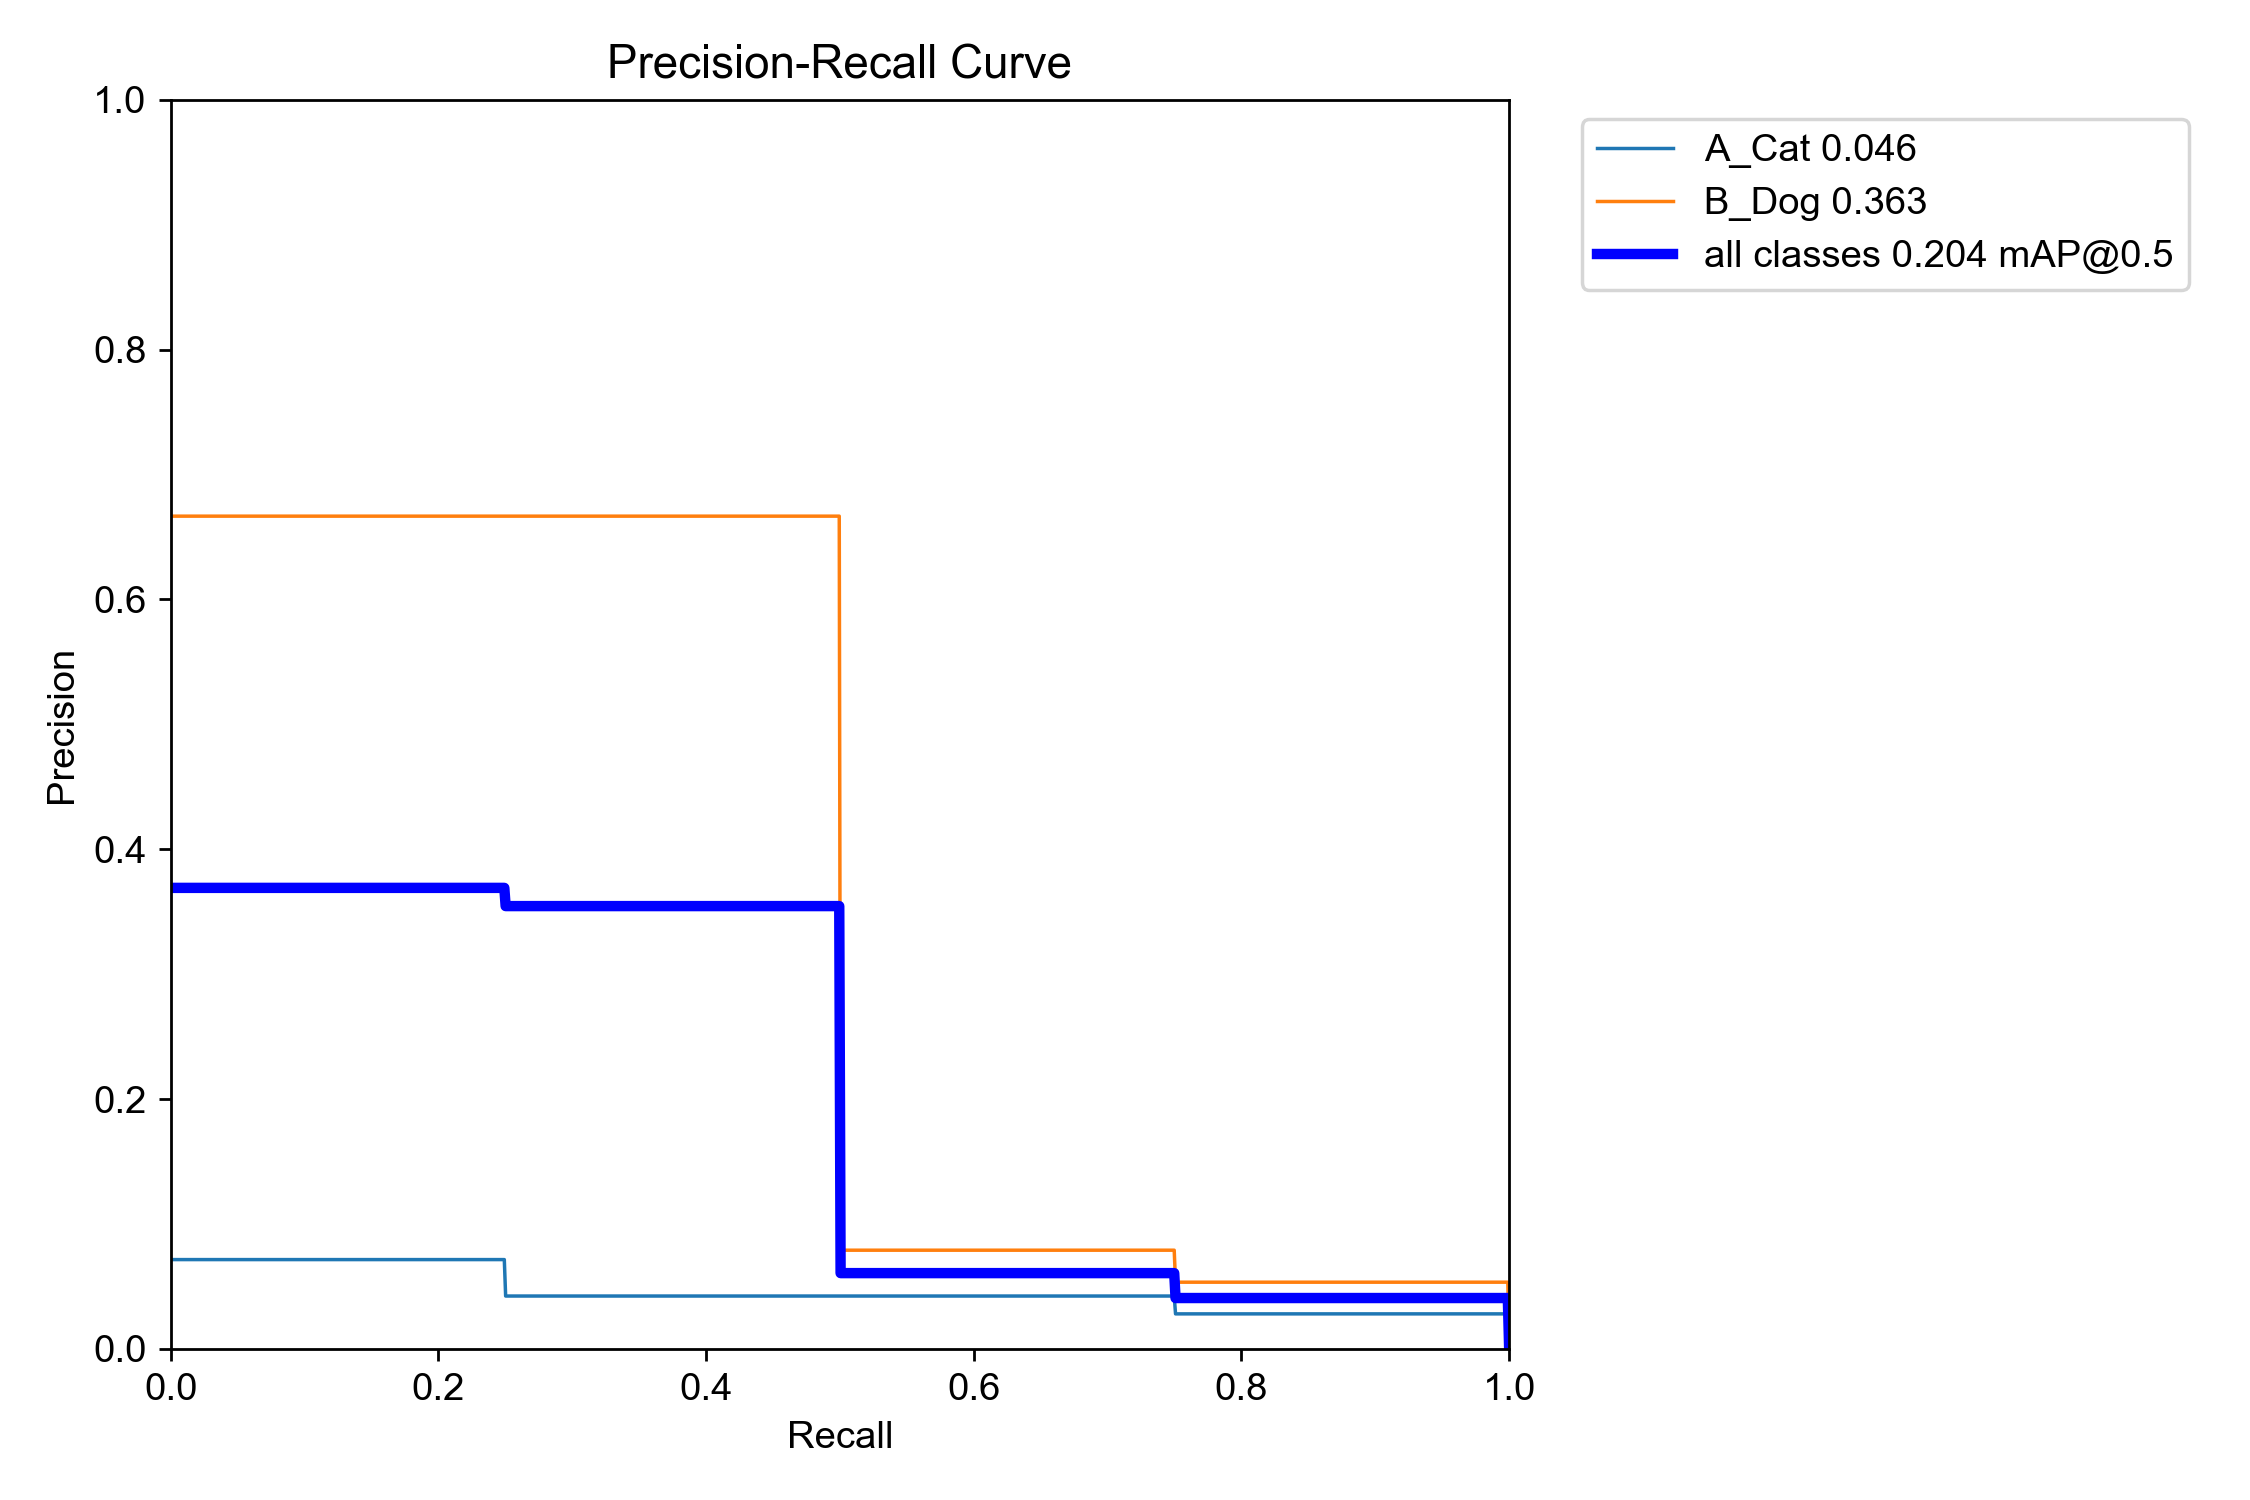 Precision-Recall Curve
1.0
0.8
0.6
0.4
0.2
0.0
Precision
0.0 0.2 0.4 0.6 0.8 1.0
Recall
A_Cat 0.046
B_Dog 0.363
all classes 0.204 mAP@0.5